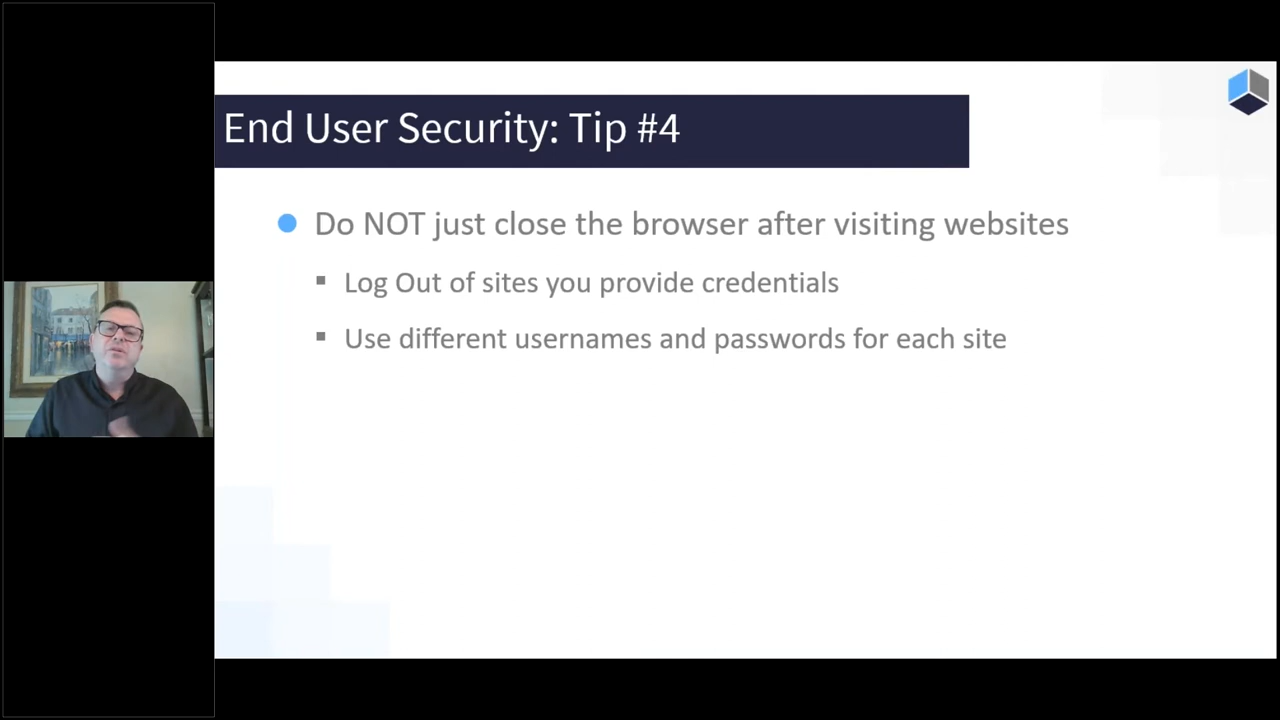 End User Security: Tip #4
Do NOT just close the browser after visiting websites
Log Out of sites you provide credentials
Use different usernames and passwords for each site